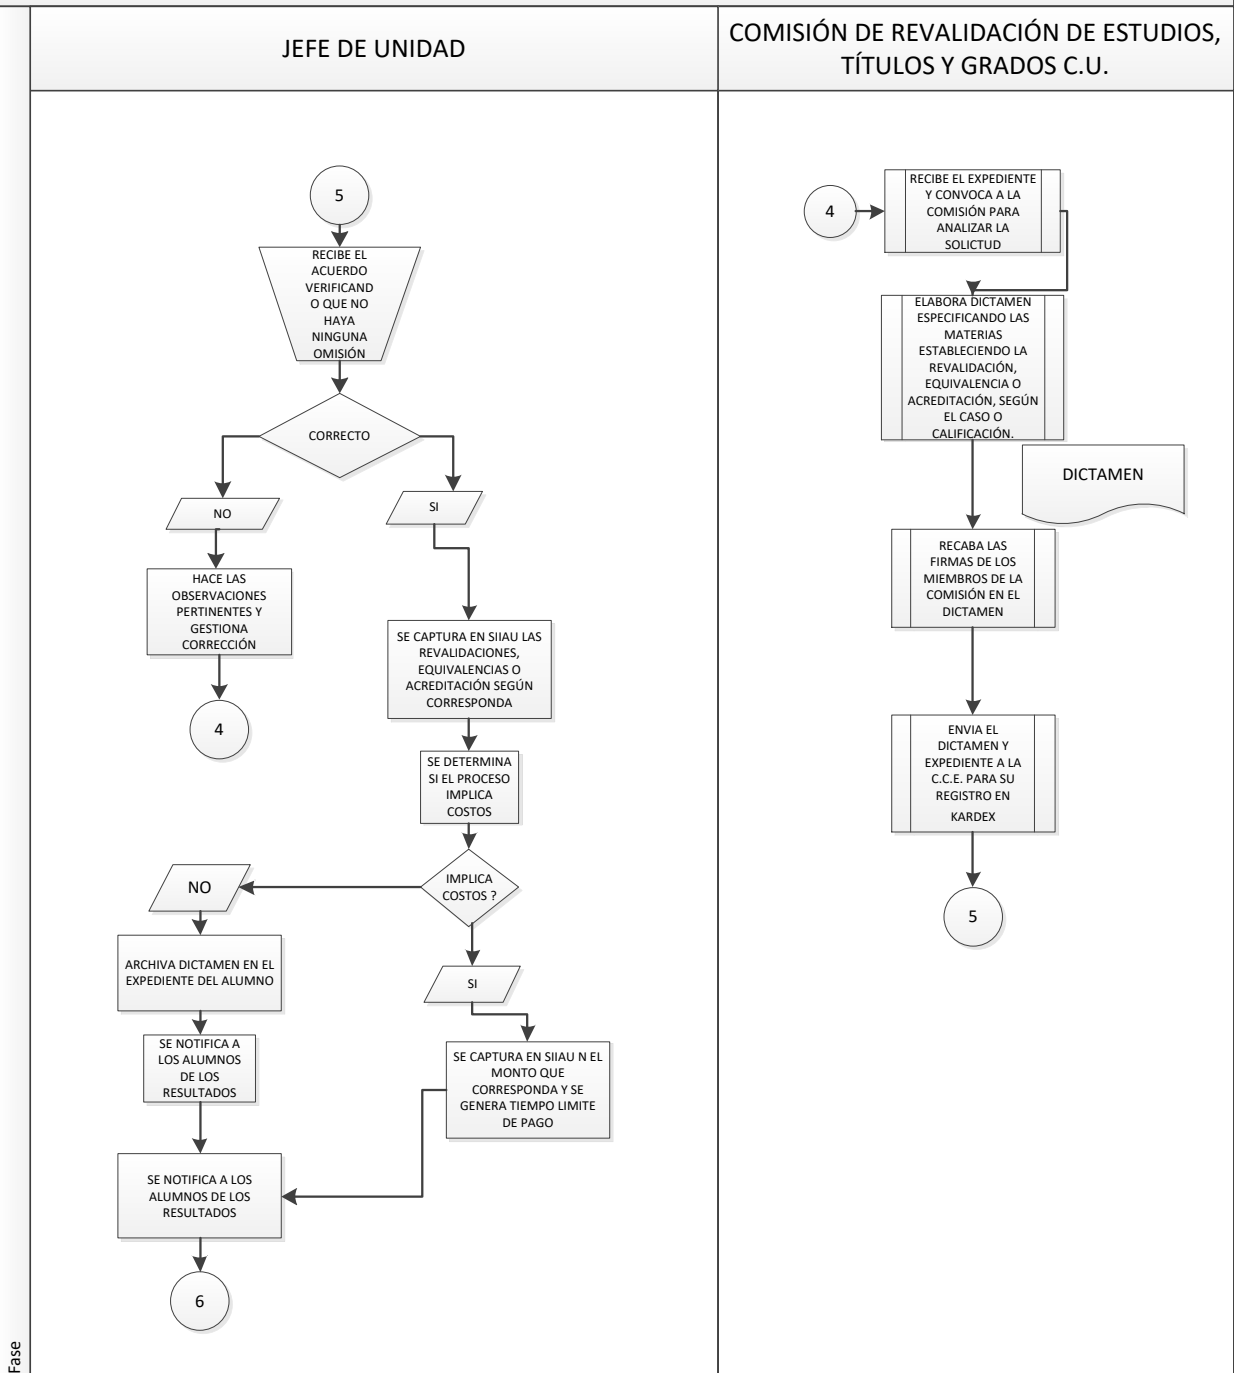 JEFE DE UNIDAD
COMISIÓN DE REVALIDACIÓN DE ESTUDIOS,
TÍTULOS Y GRADOS C.U.
5
RECIBE EL
ACUERDO
VERIFICAND
O QUE NO
HAYA
NINGUNA
OMISIÓN
CORRECTO
NO
SI
HACE LAS
OBSERVACIONES
PERTINENTES Y
GESTIONA
CORRECCIÓN
4
SE CAPTURA EN SIIAU LAS
REVALIDACIONES,
EQUIVALENCIAS O
ACREDITACIÓN SEGÚN
CORRESPONDA
SE DETERMINA
SI EL PROCESO
IMPLICA
COSTOS
IMPLICA
COSTOS ?
NO
ARCHIVA DICTAMEN EN EL
EXPEDIENTE DEL ALUMNO
SI
SE NOTIFICA A
LOS ALUMNOS
DE LOS
RESULTADOS
SE CAPTURA EN SIIAU N EL
MONTO QUE
CORRESPONDA Y SE
GENERA TIEMPO LIMITE
DE PAGO
SE NOTIFICA A LOS
ALUMNOS DE LOS
RESULTADOS
6
4
RECIBE EL EXPEDIENTE
Y CONVOCA A LA
COMISIÓN PARA
ANALIZAR LA
SOLICTUD
ELABORA DICTAMEN
ESPECIFICANDO LAS
MATERIAS
ESTABLECIENDO LA
REVALIDACIÓN,
EQUIVALENCIA O
ACREDITACIÓN, SEGÚN
EL CASO O
CALIFICACIÓN.
DICTAMEN
RECABA LAS
FIRMAS DE LOS
MIEMBROS DE LA
COMISIÓN EN EL
DICTAMEN
ENVIA EL
DICTAMEN Y
EXPEDIENTE A LA
C.C.E. PARA SU
REGISTRO EN
KARDEX
5
Fase